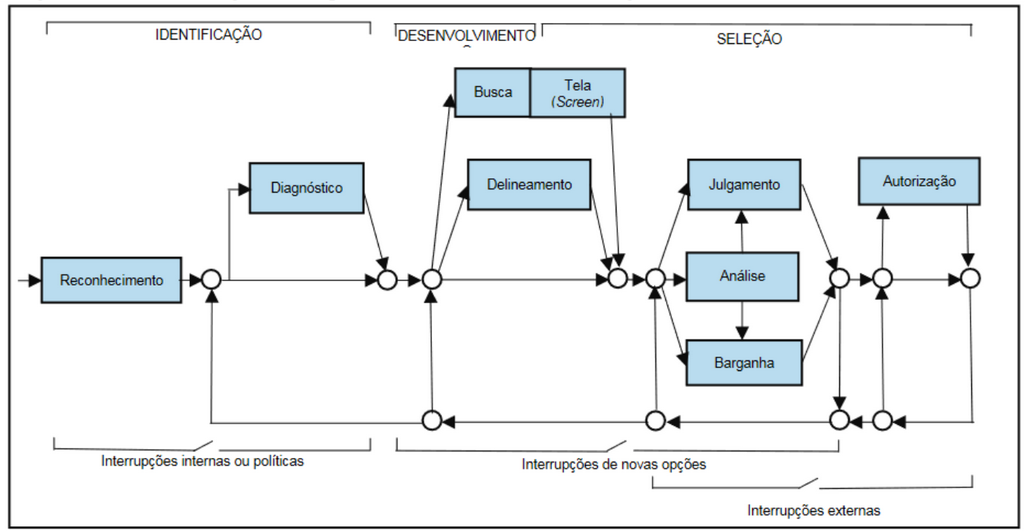 IDENTIFICAÇÃO
DESENVOLVIMENTO
SELEÇÃO
Busca
Tela
(Screen)
Diagnóstico
Delineamento
Julgamento
Autorização
Reconhecimento
Análise
Barganha
Interrupções internas ou políticas
Interrupções de novas opções
Interrupções externas